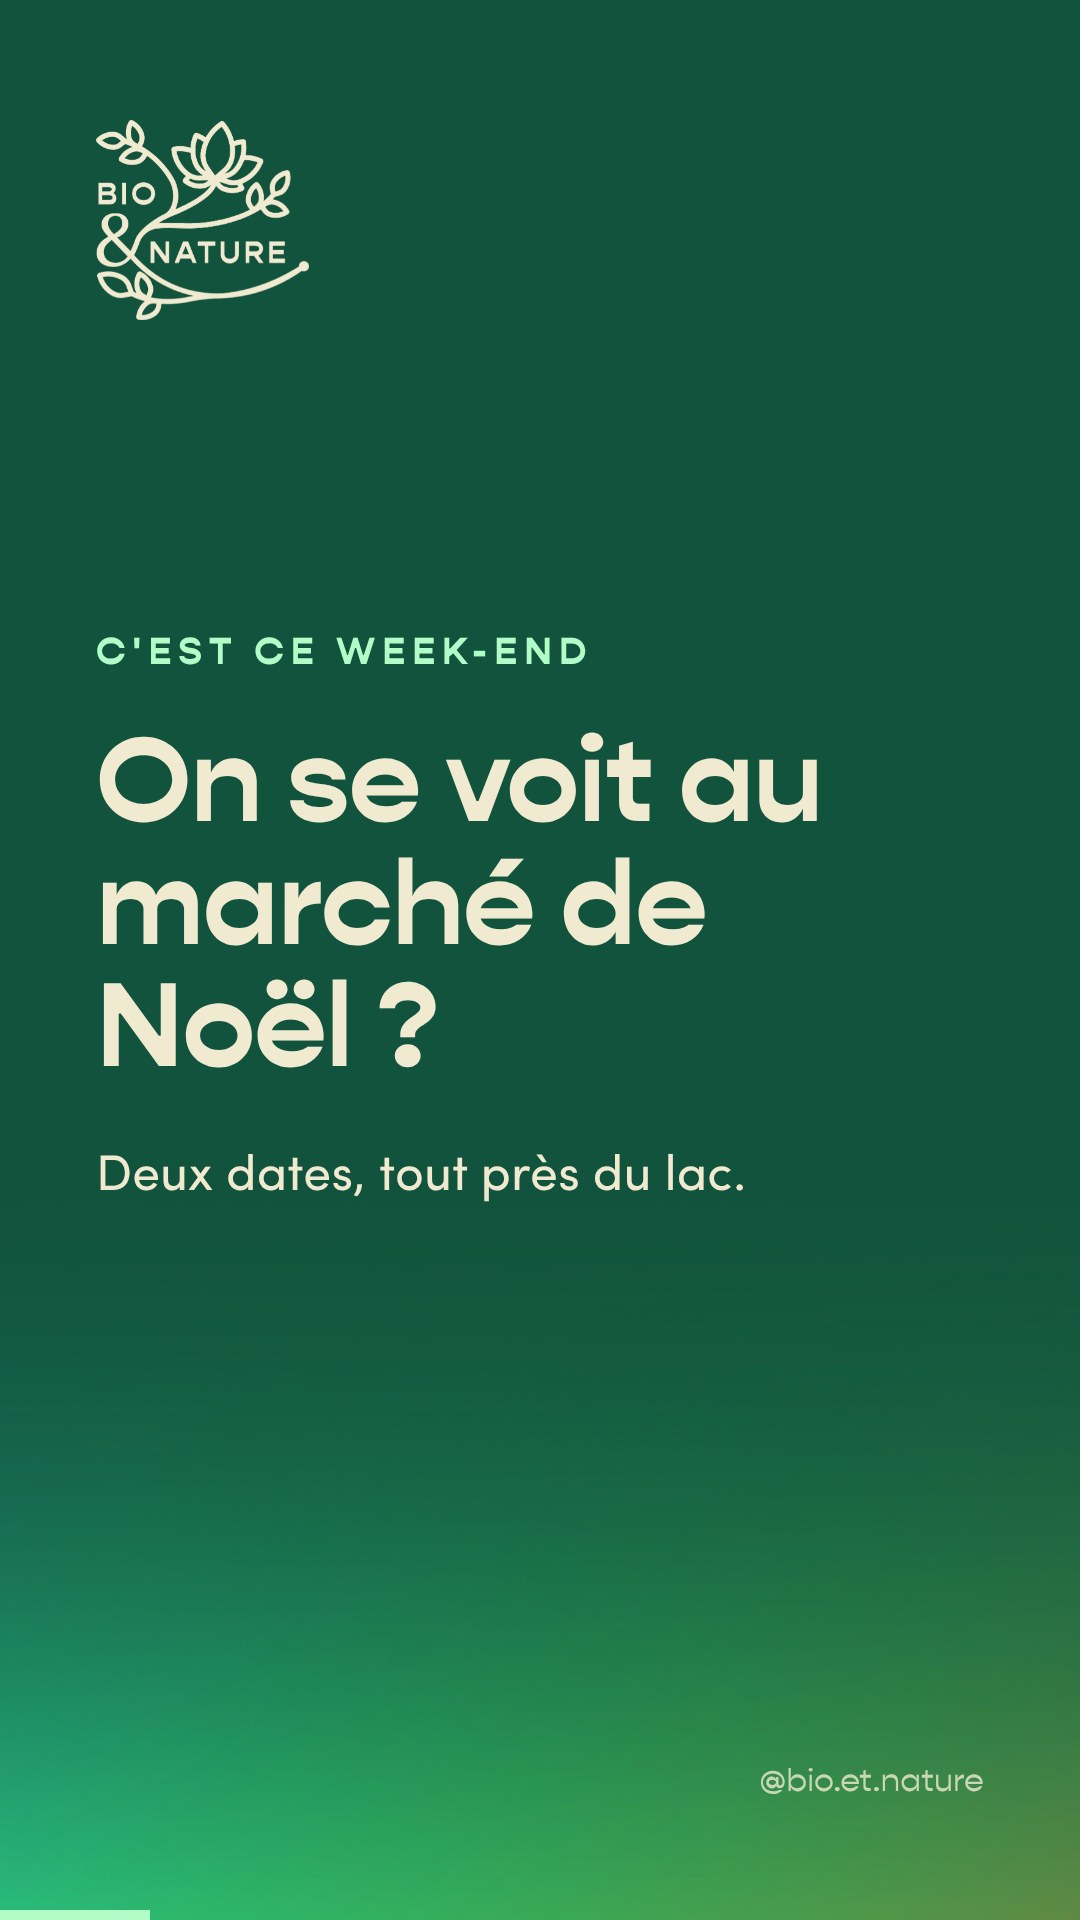 BIO
&
NATURE
C'EST CE WEEK-END
On se voit au
marché de
Noël ?
Deux dates, tout près du lac.
@bio.et.nature